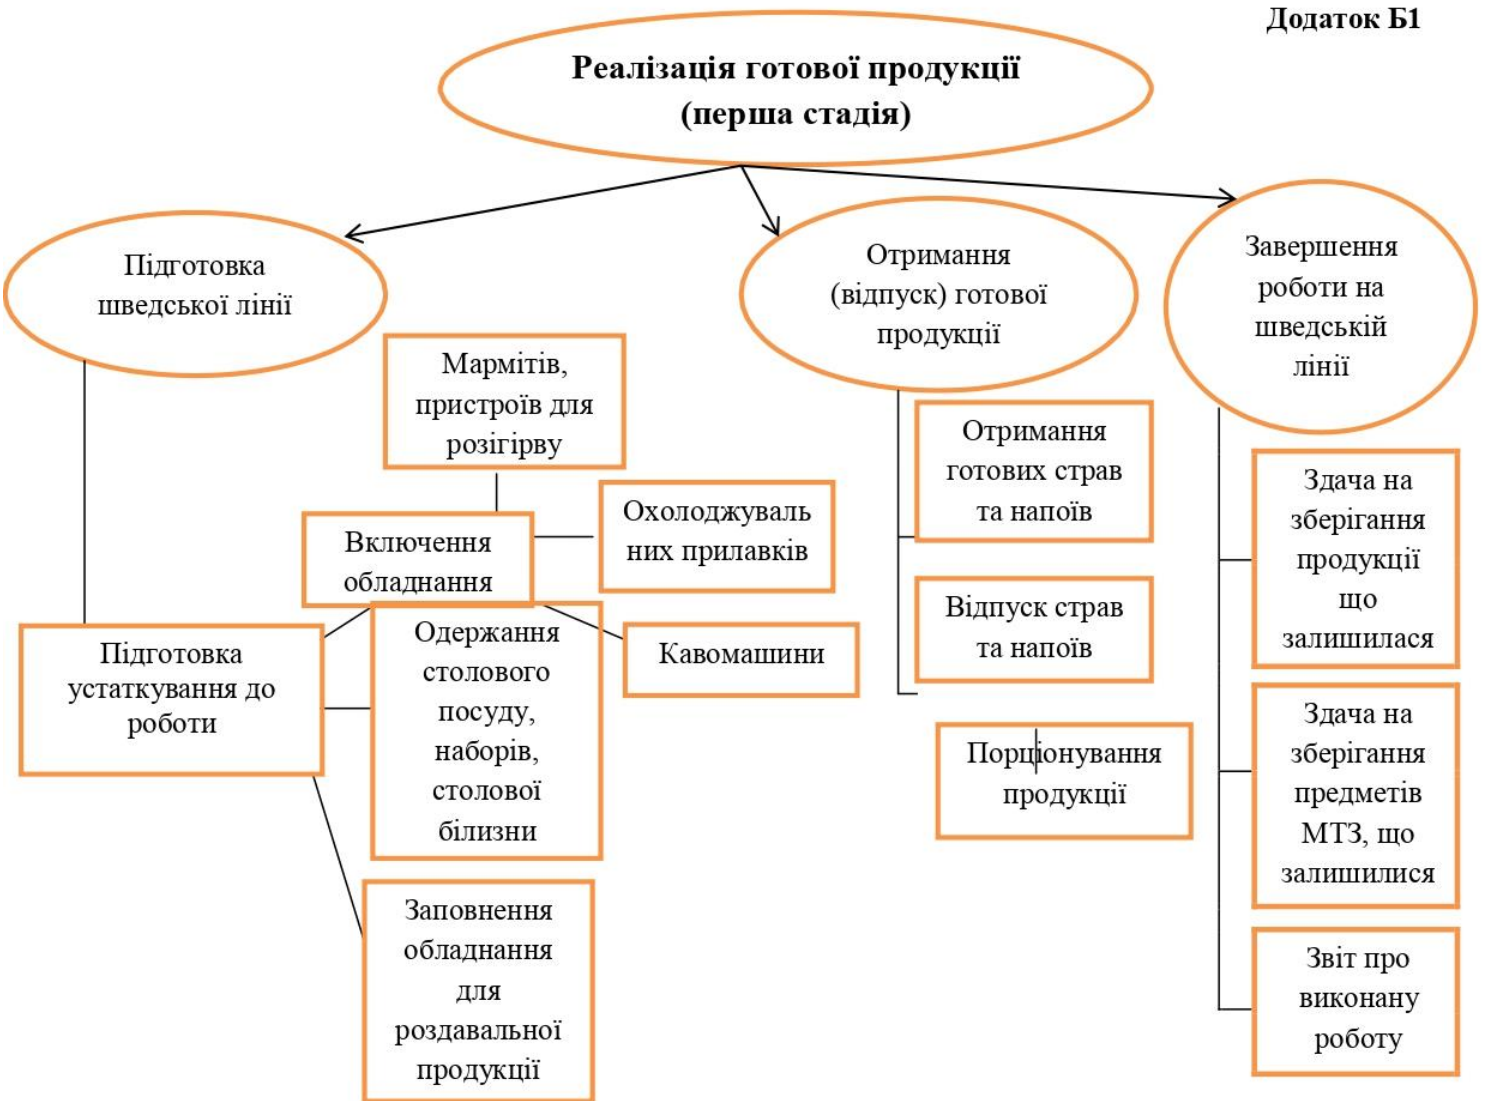 Додаток Б1
Реалізація готової продукції
(перша стадія)
Підготовка
шведської лінії
Отримання
(відпуск) готової
продукції
Завершення
роботи на
шведській
лінії
Мармітів,
пристроїв для
розігірву
Охолоджуваль
них прилавків
Включення
обладнання
Кавомашини
Підготовка
устаткування до
роботи
Одержання
столового
посуду,
наборів,
столової
білизни
Заповнення
обладнання
для
роздавальної
продукції
Отримання
готових страв
та напоїв
Відпуск страв
та напоїв
Порціонування
продукції
Здача на
зберігання
продукції
що
залишилася
Здача на
зберігання
предметів
МТЗ, що
залишилися
Звіт про
виконану
роботу